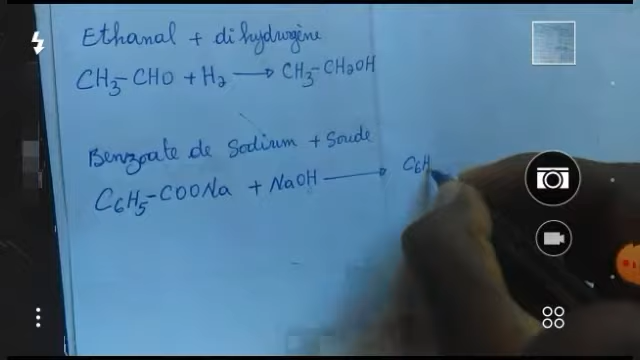 Ethanal + dihydrogène
CH₃-CHO + H₂ → CH₃-CH₂OH
Benzoate de Sodium + Soude
C₆H₅-COONa + NaOH → C₆H